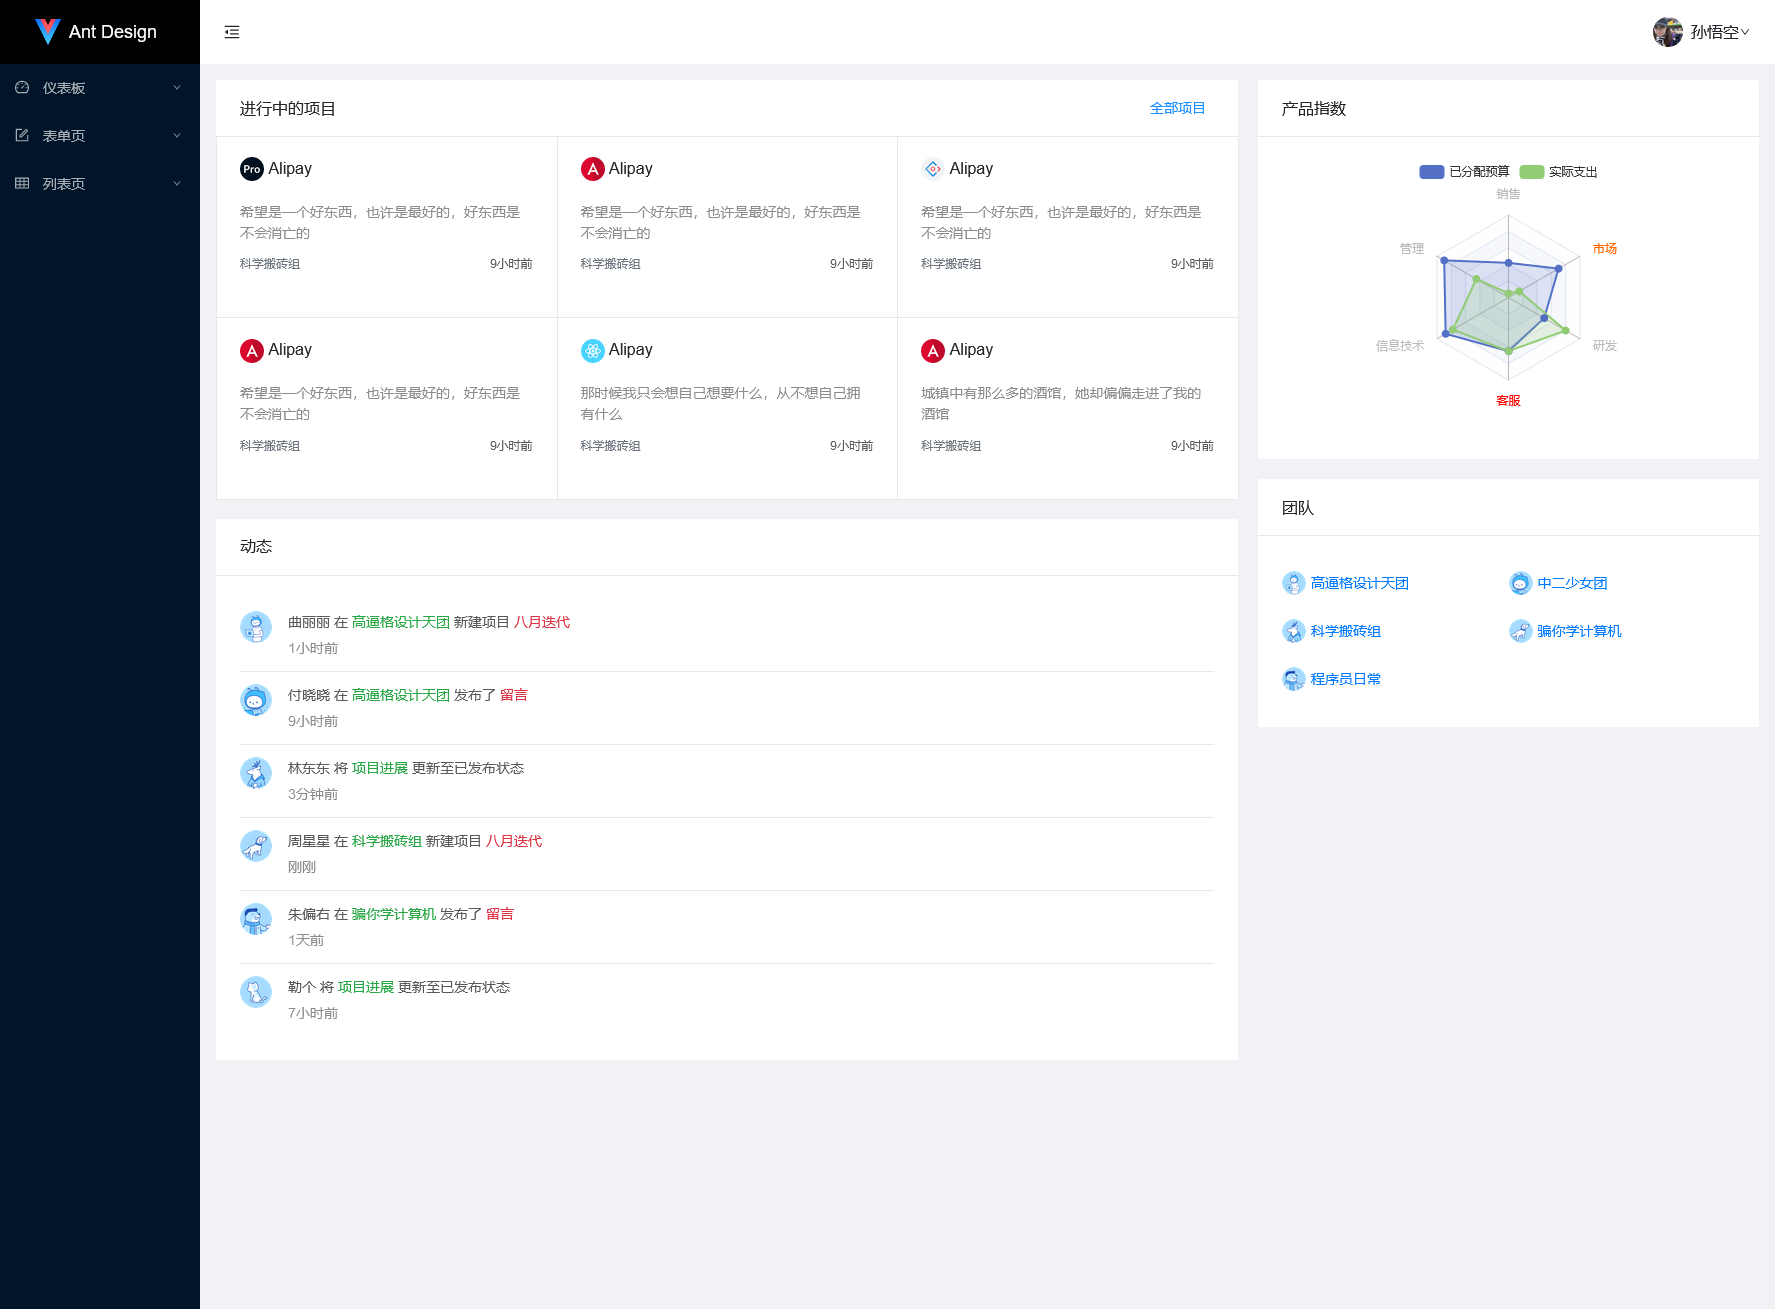 Ant Design
孙悟空
仪表板
表单页
列表页
进行中的项目
全部项目
Pro Alipay
希望是一个好东西，也许是最好的，好东西是
不会消亡的
科学搬砖组 9小时前
Alipay
希望是一个好东西，也许是最好的，好东西是
不会消亡的
科学搬砖组 9小时前
Alipay
希望是一个好东西，也许是最好的，好东西是
不会消亡的
科学搬砖组 9小时前
Alipay
希望是一个好东西，也许是最好的，好东西是
不会消亡的
科学搬砖组 9小时前
Alipay
那时候我只会想自己想要什么，从不想自己拥
有什么
科学搬砖组 9小时前
Alipay
城镇中有那么多的酒馆，她却偏偏走进了我的
酒馆
科学搬砖组 9小时前
动态
曲丽丽 在 高逼格设计天团 新建项目 八月迭代
1小时前
付晓晓 在 高逼格设计天团 发布了 留言
9小时前
林东东 将 项目进展 更新至已发布状态
3分钟前
周星星 在 科学搬砖组 新建项目 八月迭代
刚刚
朱偏右 在 骗你学计算机 发布了 留言
1天前
勒个 将 项目进展 更新至已发布状态
7小时前
产品指数
已分配预算 实际支出
销售
管理
市场
信息技术
研发
客服
团队
高逼格设计天团
中二少女团
科学搬砖组
骗你学计算机
程序员日常